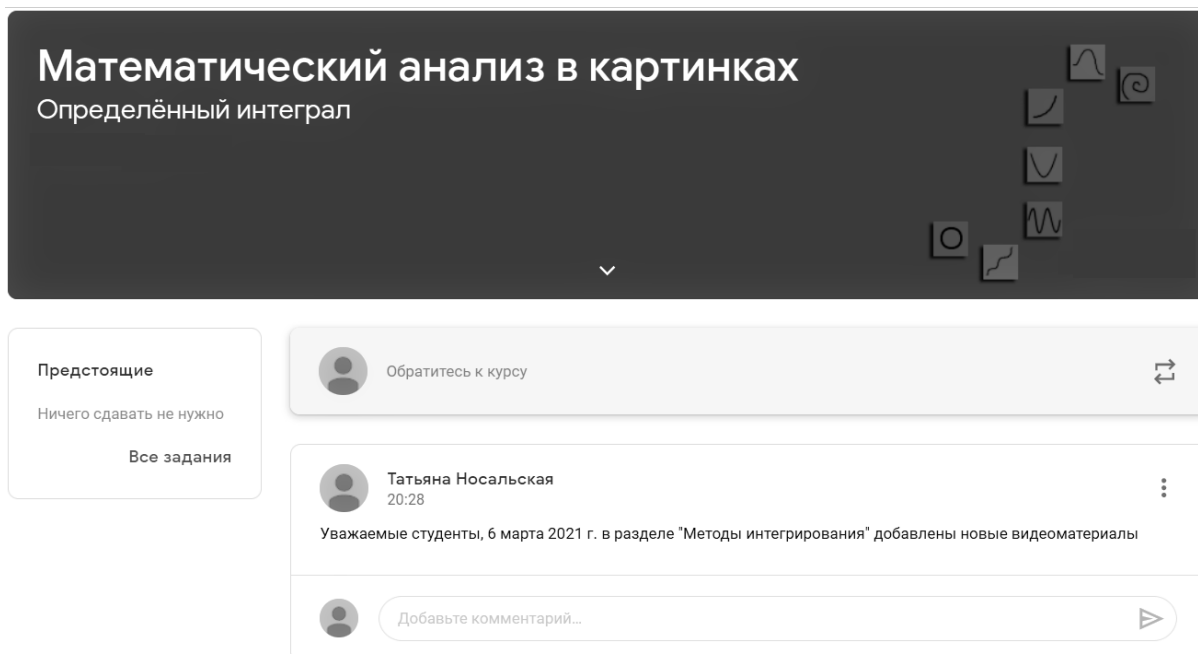 Математический анализ в картинках
Определённый интеграл
Предстоящие
Ничего сдавать не нужно
Все задания
Обратитесь к курсу
Татьяна Носальская
20:28
Уважаемые студенты, 6 марта 2021 г. в разделе "Методы интегрирования" добавлены новые видеоматериалы
Добавьте комментарий...